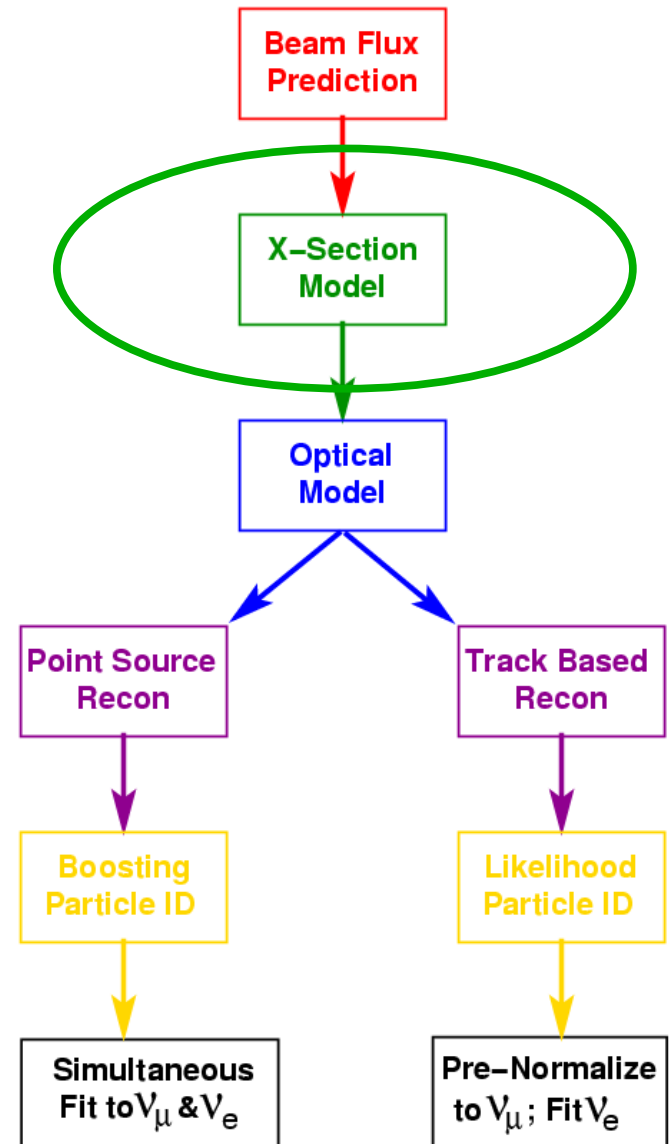 Beam Flux
Prediction
X–Section
Model
Optical
Model
Point Source
Recon
Track Based
Recon
Boosting
Particle ID
Likelihood
Particle ID
Simultaneous
Fit to νμ & νe
Pre–Normalize
to νμ ; Fit νe